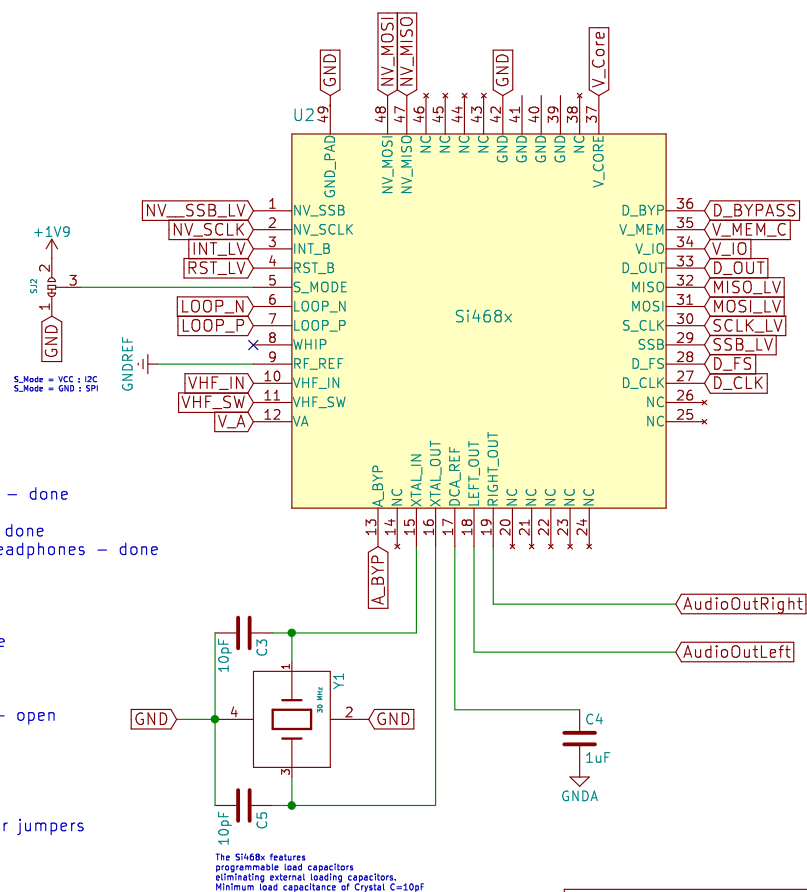 GND
NV_MOSI
NV_MISO
GND
V_Core
U2
49
48
47
46
45
44
43
42
41
40
39
38
37
GND_PAD
NV_MOSI
NV_MISO
NC
NC
NC
NC
GND
GND
GND
GND
NC
V_CORE
NV__SSB_LV 1 NV_SSB
NV_SCLK 2 NV_SCLK
INT_LV 3 INT_B
RST_LV 4 RST_B
5 S_MODE
LOOP_N 6 LOOP_N
LOOP_P 7 LOOP_P
8 WHIP
9 RF_REF
VHF_IN 10 VHF_IN
VHF_SW 11 VHF_SW
V_A 12 VA
Si468x
D_BYP 36 D_BYPASS
V_MEM 35 V_MEM_C
V_IO 34 V_IO
D_OUT 33 D_OUT
MISO 32 MISO_LV
MOSI 31 MOSI_LV
S_CLK 30 SCLK_LV
SSB 29 SSB_LV
D_FS 28 D_FS
D_CLK 27 D_CLK
NC 26
NC 25
+1V9
SJ2
2
3
1
GND
GNDREF
S_Mode = VCC : I2C
S_Mode = GND : SPI
A_BYP
NC
XTAL_IN
XTAL_OUT
DCA_REF
LEFT_OUT
RIGHT_OUT
NC
NC
NC
NC
NC
13
14
15
16
17
18
19
20
21
22
23
24
A_BYP
— done
done
eadphones — done
e
— open
r jumpers
AudioOutRight
AudioOutLeft
10pF
C3
1
Y1
30 MHz
GND
4
2
GND
3
10pF
C5
C4
1uF
GNDA
The Si468x features
programmable load capacitors
eliminating external loading capacitors.
Minimum load capacitance of Crystal C=10pF